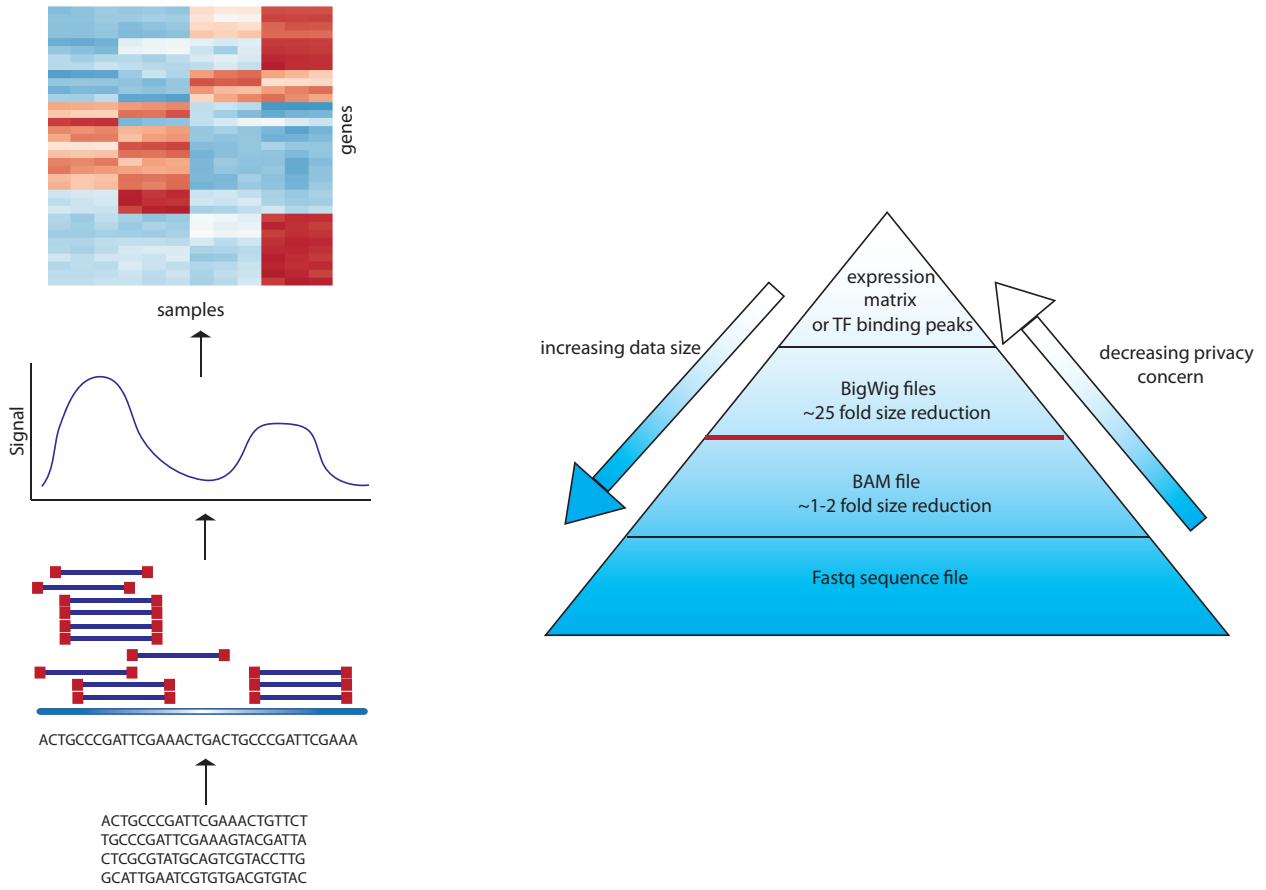 genes
samples
Signal
ACTGCCCGATTCGAAACTGACTGCCCGATTCGAAA
ACTGCCCGATTCGAAACTGTTCT
TGCCCGATTCGAAAGTACGATTA
CTCGCGTATGCAGTCGTACCTTG
GCATTGAATCGTGTGACGTGTAC
increasing data size
expression
matrix
or TF binding peaks
decreasing privacy
concern
BigWig files
~25 fold size reduction
BAM file
~1-2 fold size reduction
Fastq sequence file